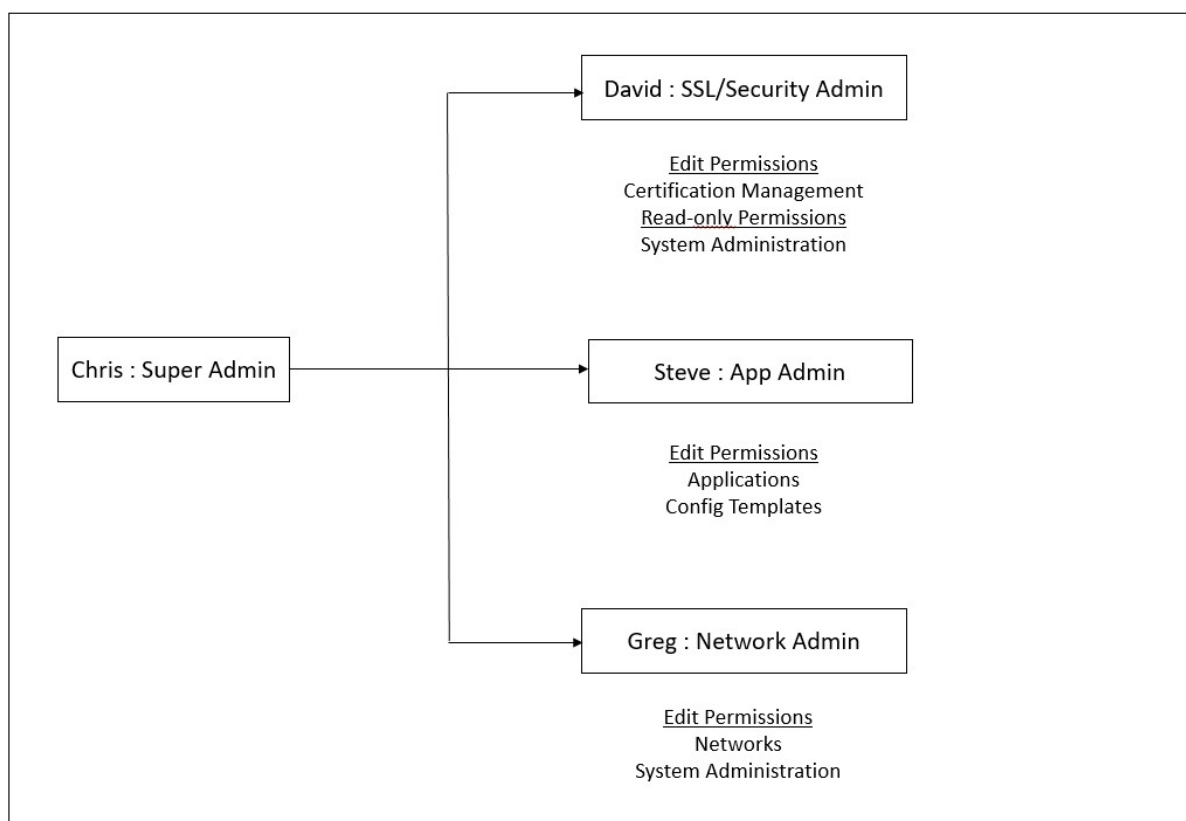 David : SSL/Security Admin
Edit Permissions
Certification Management
Read-only Permissions
System Administration
Chris : Super Admin
Steve : App Admin
Edit Permissions
Applications
Config Templates
Greg : Network Admin
Edit Permissions
Networks
System Administration